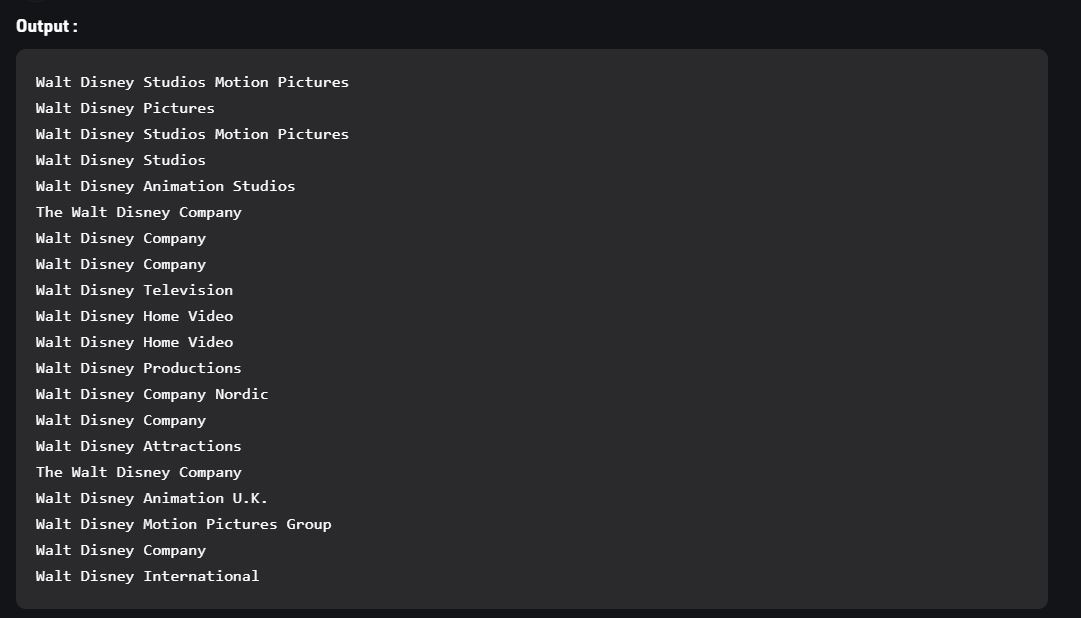 Output :
Walt Disney Studios Motion Pictures
Walt Disney Pictures
Walt Disney Studios Motion Pictures
Walt Disney Studios
Walt Disney Animation Studios
The Walt Disney Company
Walt Disney Company
Walt Disney Company
Walt Disney Television
Walt Disney Home Video
Walt Disney Home Video
Walt Disney Productions
Walt Disney Company Nordic
Walt Disney Company
Walt Disney Attractions
The Walt Disney Company
Walt Disney Animation U.K.
Walt Disney Motion Pictures Group
Walt Disney Company
Walt Disney International